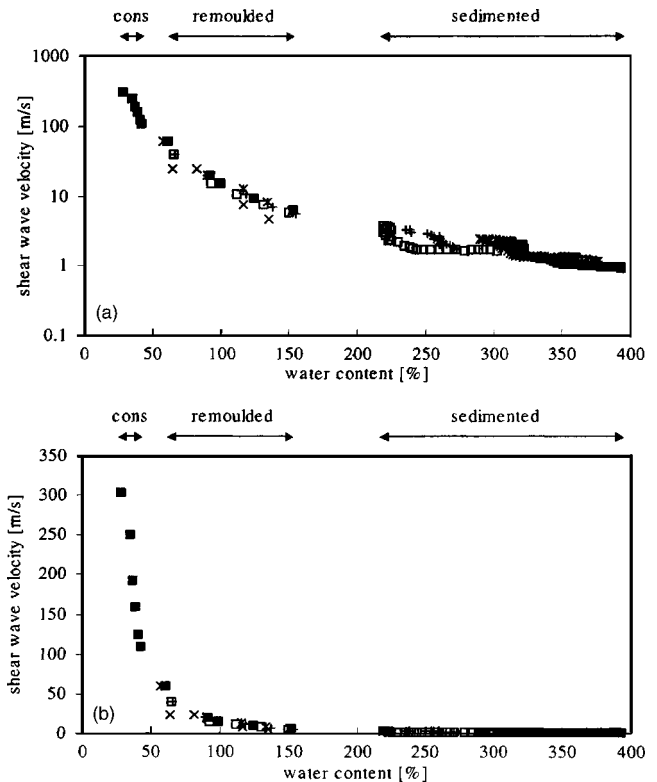 cons remoulded sedimented
1000
100
10
1
0.1
shear wave velocity [m/s]
(a)
0 50 100 150 200 250 300 350 400
water content [%]
cons remoulded sedimented
350
300
250
200
150
100
50
0
shear wave velocity [m/s]
(b)
0 50 100 150 200 250 300 350 400
water content [%]